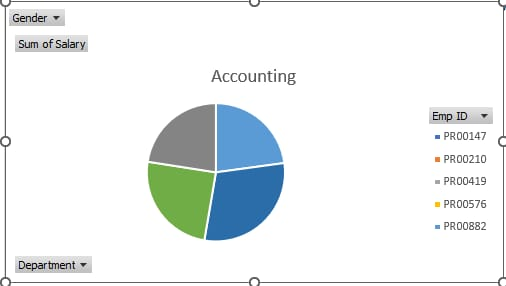 Gender
Sum of Salary
Accounting
Emp ID
PR00147
PR00210
PR00419
PR00576
PR00882
Department